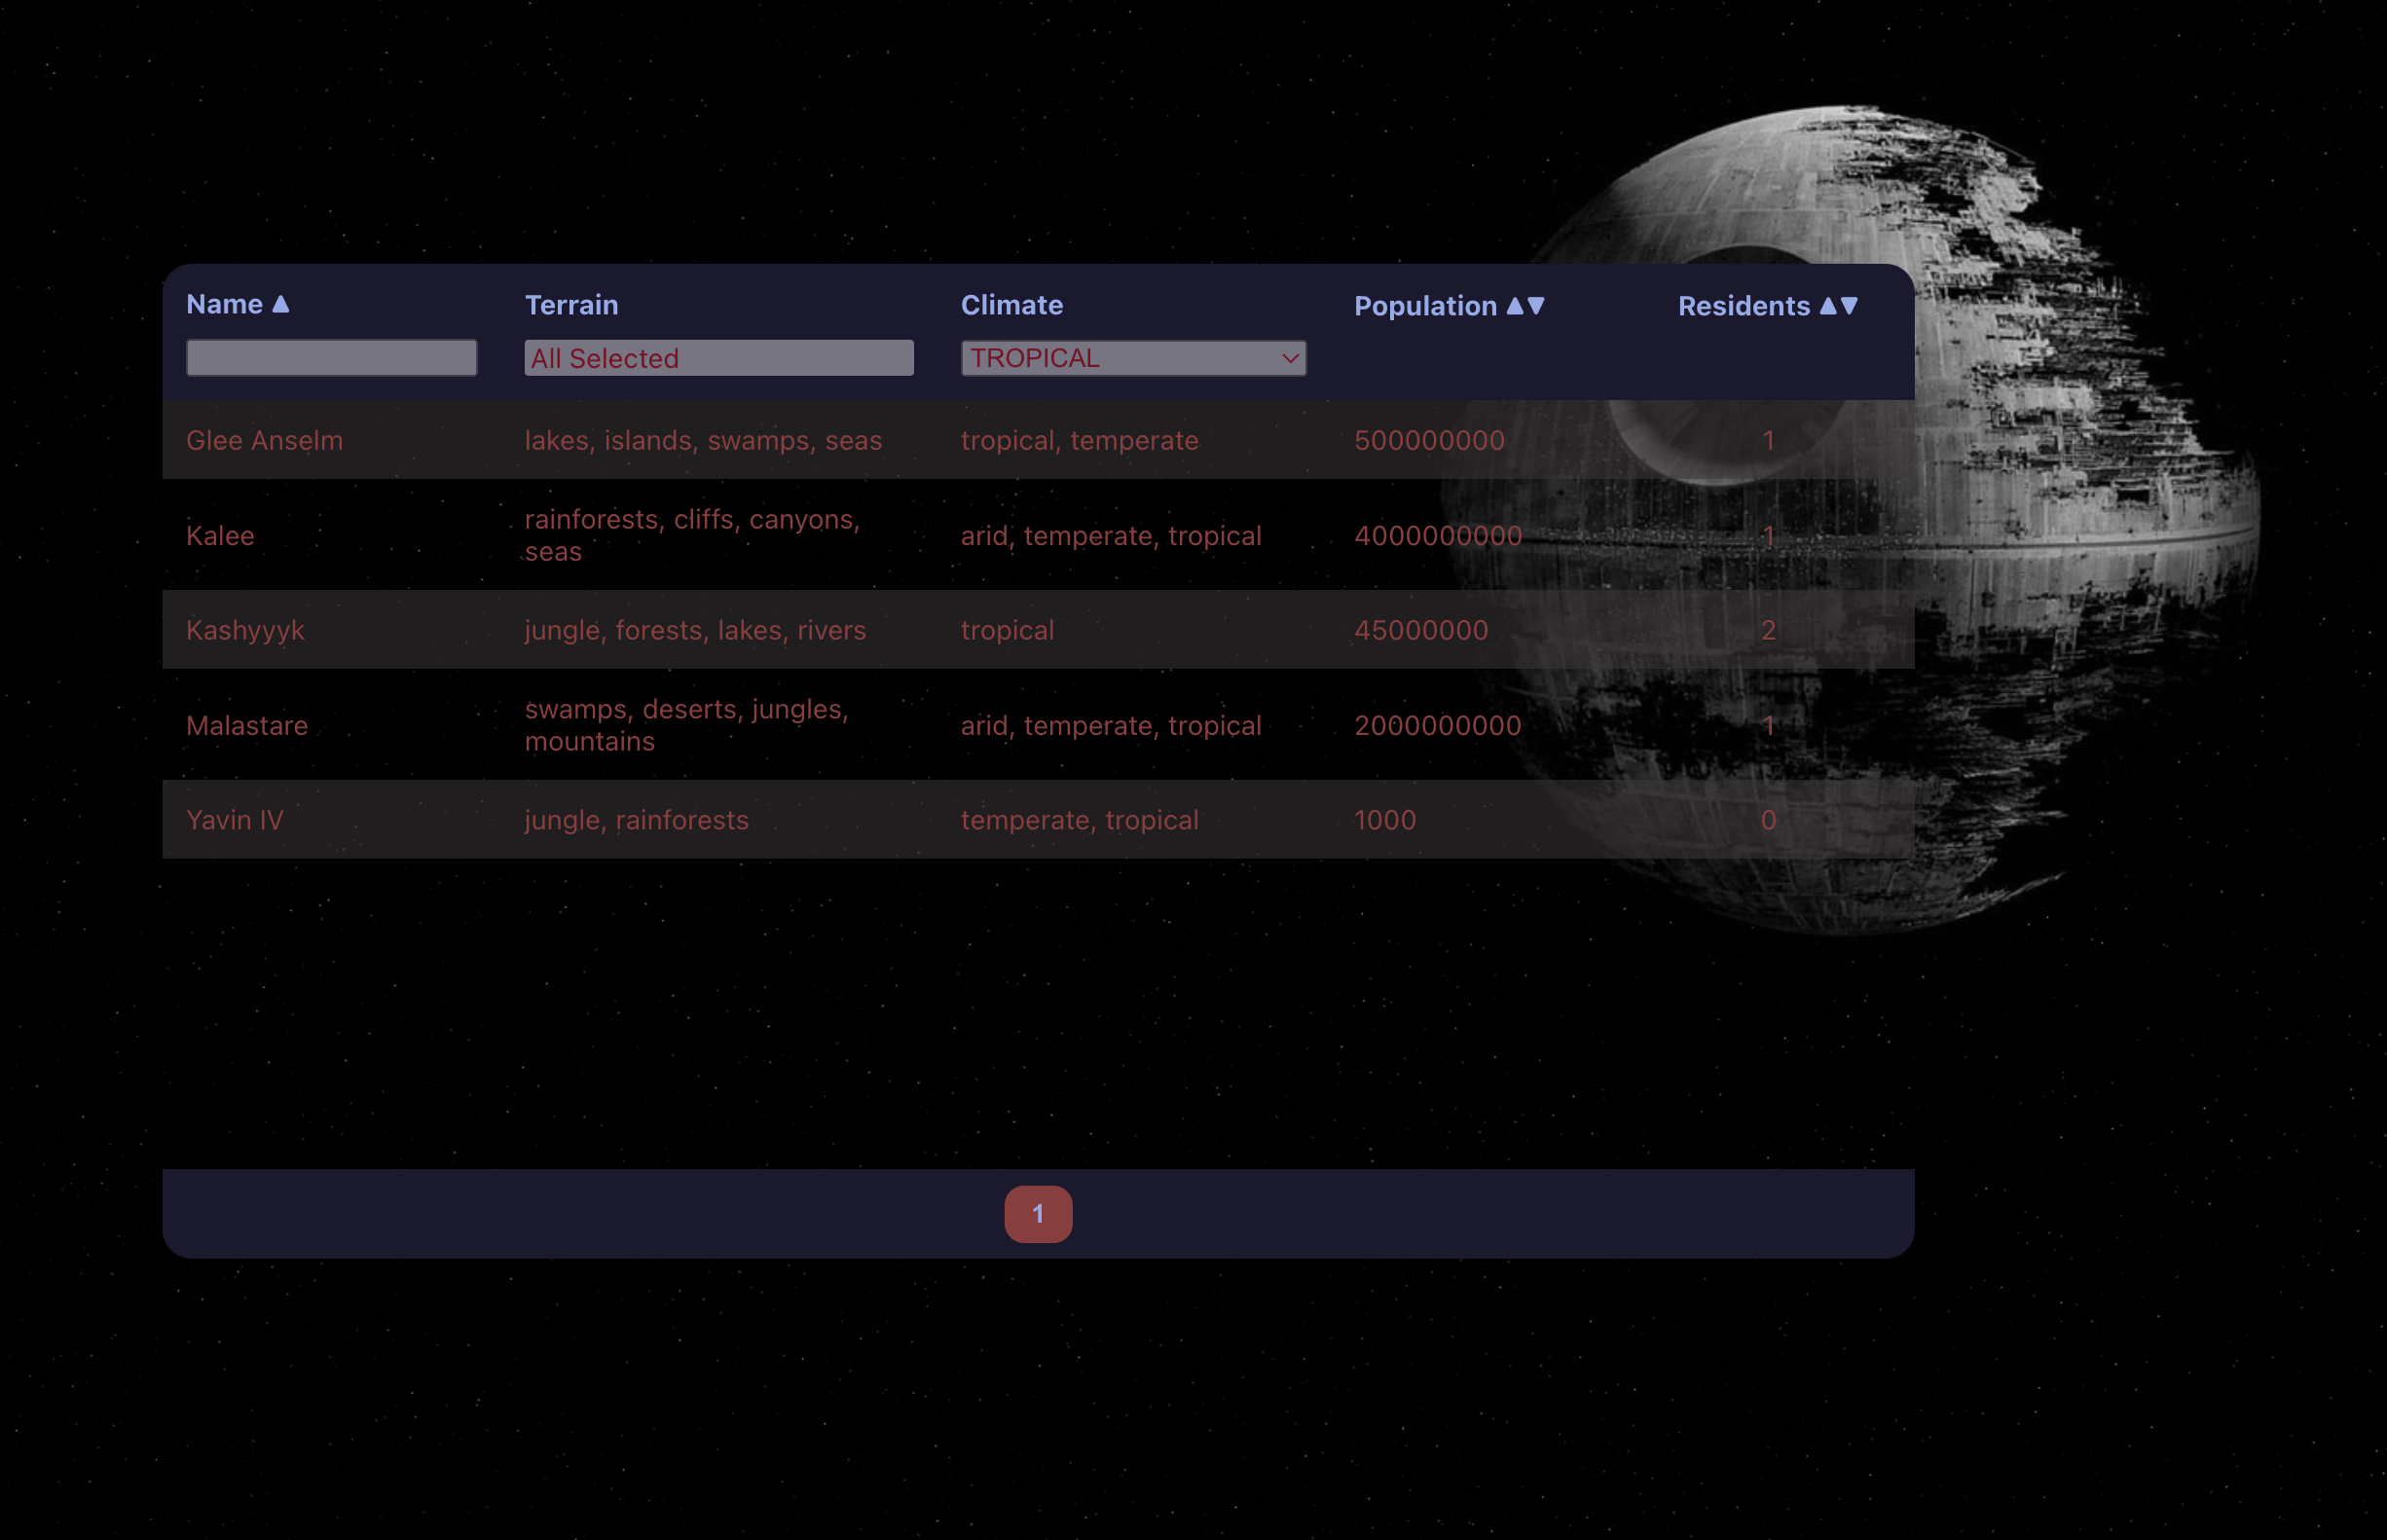 Name ▲ Terrain Climate Population ▲▼ Residents ▲▼
All Selected TROPICAL
Glee Anselm lakes, islands, swamps, seas tropical, temperate 500000000 1
Kalee rainforests, cliffs, canyons, seas arid, temperate, tropical 4000000000 1
Kashyyyk jungle, forests, lakes, rivers tropical 45000000 2
Malastare swamps, deserts, jungles, mountains arid, temperate, tropical 2000000000 1
Yavin IV jungle, rainforests temperate, tropical 1000 0
1